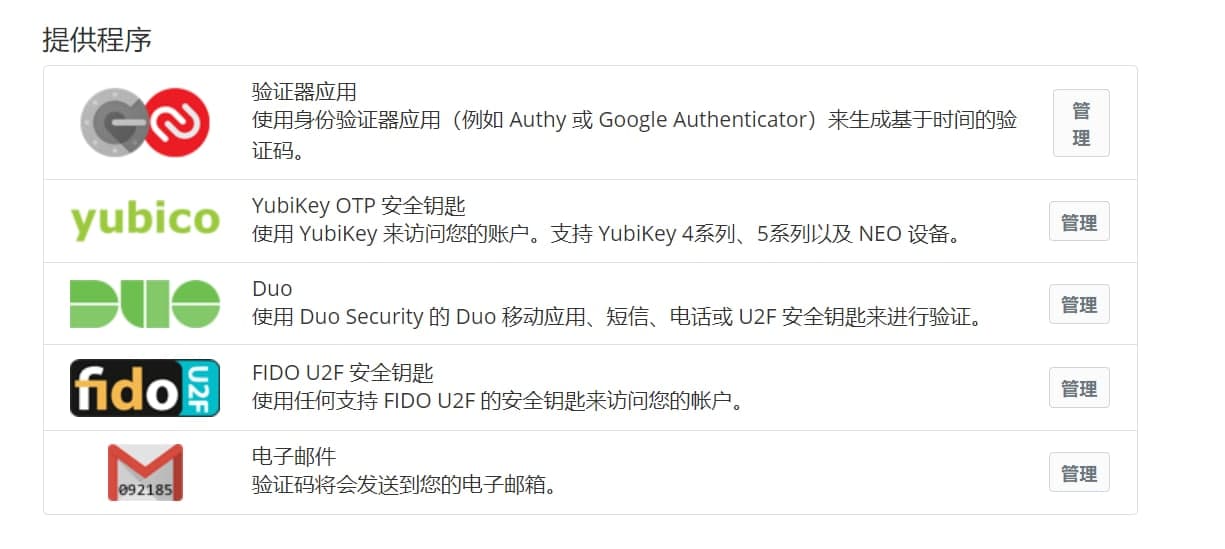 提供程序
验证器应用
使用身份验证器应用（例如 Authy 或 Google Authenticator）来生成基于时间的验
证码。
管
理
yubico
YubiKey OTP 安全钥匙
使用 YubiKey 来访问您的账户。支持 YubiKey 4系列、5系列以及 NEO 设备。
管理
DUO
Duo
使用 Duo Security 的 Duo 移动应用、短信、电话或 U2F 安全钥匙来进行验证。
管理
fido
U2F
FIDO U2F 安全钥匙
使用任何支持 FIDO U2F 的安全钥匙来访问您的帐户。
管理
092185
电子邮件
验证码将会发送到您的电子邮箱。
管理